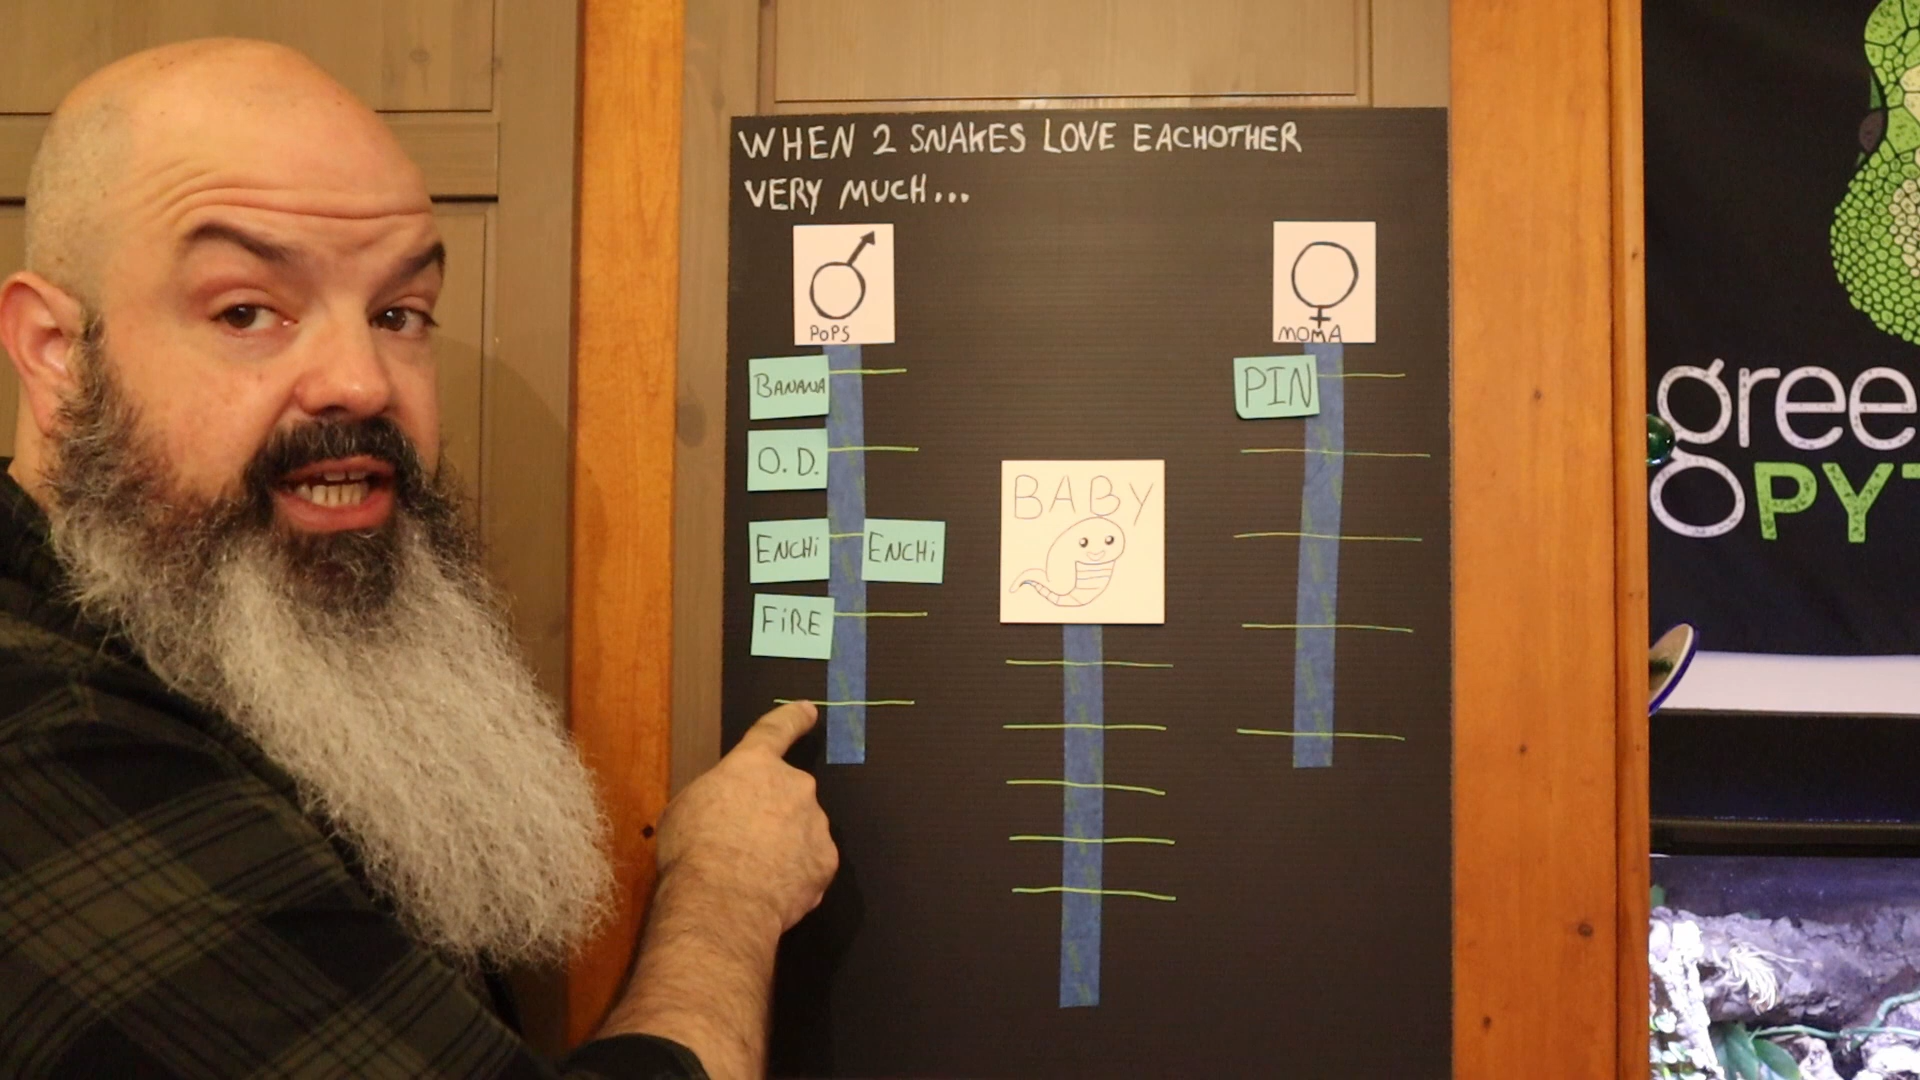 WHEN 2 SNAKES LOVE EACHOTHER
VERY MUCH...
POPS
MOMA
BANANA
PIN
O.D.
BABY
ENCHi
ENCHi
FiRE
gree
PYT